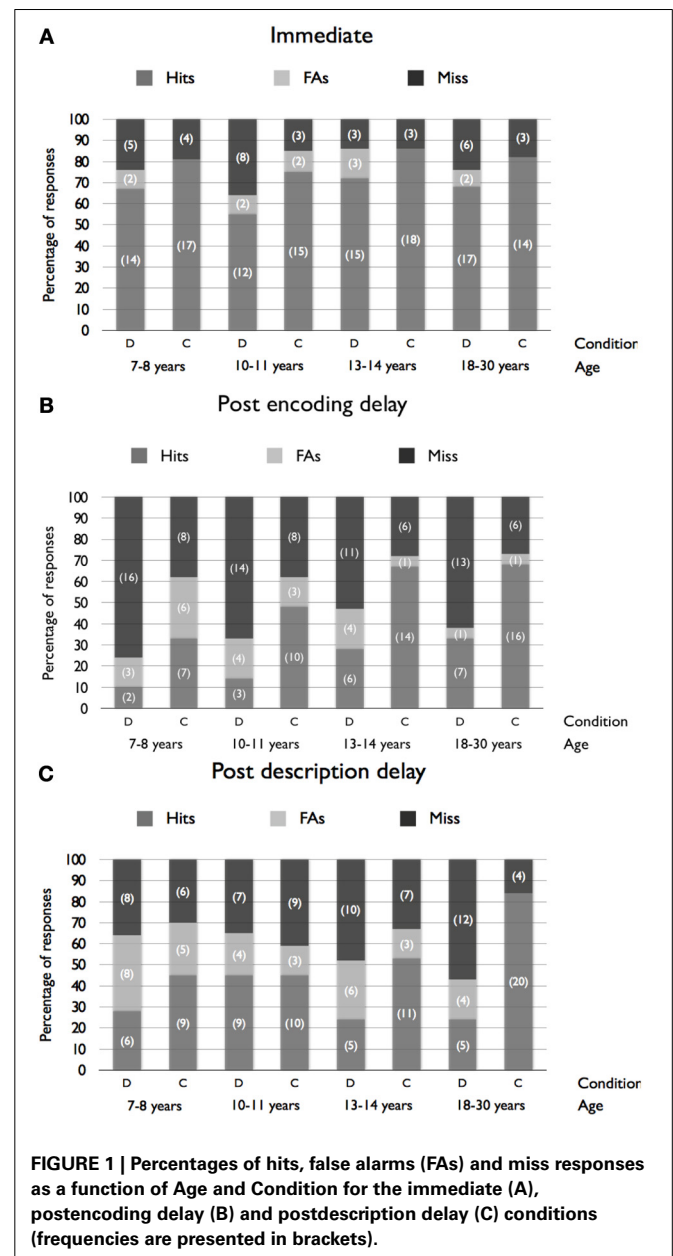 A Immediate
Hits FAs Miss
Percentage of responses
100
90
80
70
60
50
40
30
20
10
0
(5) (4) (8) (3) (3) (3) (6) (3)
(2) (2) (2) (3) (2)
(14) (17) (12) (15) (15) (18) (17) (14)
D C D C D C D C Condition
7-8 years 10-11 years 13-14 years 18-30 years Age
B Post encoding delay
Hits FAs Miss
Percentage of responses
100
90
80
70
60
50
40
30
20
10
0
(16) (8) (14) (8) (11) (6) (13) (6)
(3) (6) (4) (3) (4) (1) (1) (1)
(2) (7) (3) (10) (6) (14) (7) (16)
D C D C D C D C Condition
7-8 years 10-11 years 13-14 years 18-30 years Age
C Post description delay
Hits FAs Miss
Percentage of responses
100
90
80
70
60
50
40
30
20
10
0
(8) (6) (7) (9) (10) (7) (12) (4)
(8) (5) (4) (3) (6) (3) (4)
(6) (9) (9) (10) (5) (11) (5) (20)
D C D C D C D C Condition
7-8 years 10-11 years 13-14 years 18-30 years Age
FIGURE 1 | Percentages of hits, false alarms (FAs) and miss responses
as a function of Age and Condition for the immediate (A),
postencoding delay (B) and postdescription delay (C) conditions
(frequencies are presented in brackets).